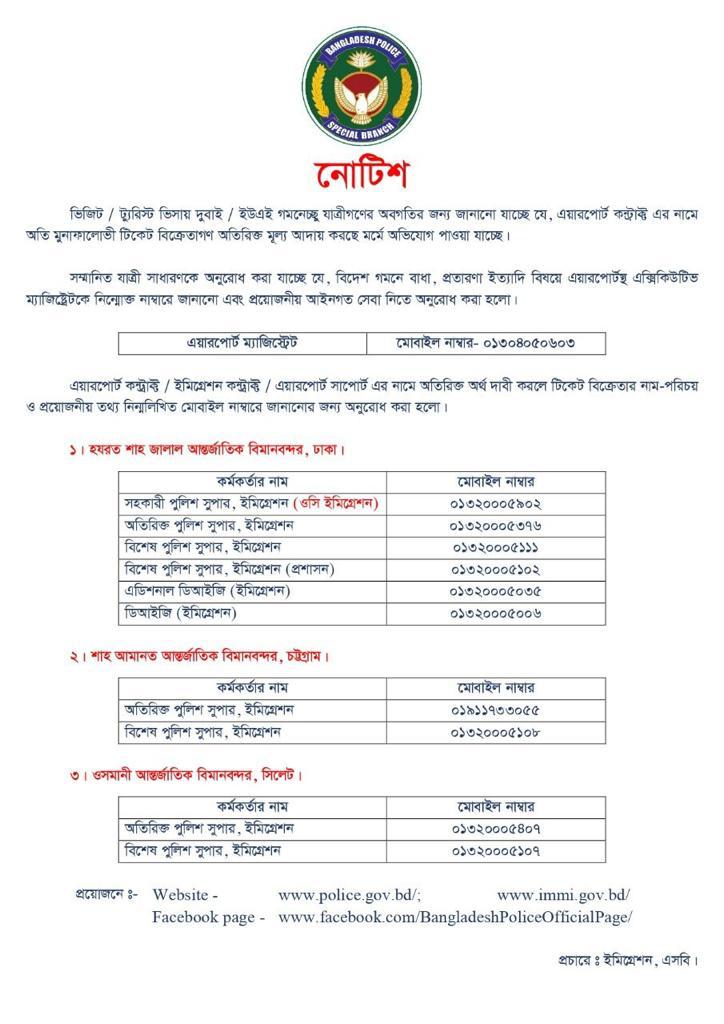 BANGLADESH POLICE
SPECIAL BRANCH
নোটিশ
ভিজিট / ট্যুরিস্ট ভিসায় দুবাই / ইউএই গমনেচ্ছু যাত্রীগণের অবগতির জন্য জানানো যাচ্ছে যে, এয়ারপোর্ট কন্ট্রাক্ট এর নামে
অতি মুনাফালোভী টিকেট বিক্রেতাগণ অতিরিক্ত মূল্য আদায় করছে মর্মে অভিযোগ পাওয়া যাচ্ছে।
সম্মানিত যাত্রী সাধারণকে অনুরোধ করা যাচ্ছে যে, বিদেশ গমনে বাধা, প্রতারণা ইত্যাদি বিষয়ে এয়ারপোর্টস্থ এক্সিকিউটিভ
ম্যাজিষ্ট্রেটকে নিন্মোক্ত নাম্বারে জানানো এবং প্রয়োজনীয় আইনগত সেবা নিতে অনুরোধ করা হলো।
এয়ারপোর্ট ম্যাজিস্ট্রেট মোবাইল নাম্বার- ০১৩০৪০৫০৬০৩
এয়ারপোর্ট কন্ট্রাক্ট / ইমিগ্রেশন কন্ট্রাক্ট / এয়ারপোর্ট সাপোর্ট এর নামে অতিরিক্ত অর্থ দাবী করলে টিকেট বিক্রেতার নাম-পরিচয়
ও প্রয়োজনীয় তথ্য নিন্মলিখিত মোবাইল নাম্বারে জানানোর জন্য অনুরোধ করা হলো।
১। হযরত শাহ জালাল আন্তর্জাতিক বিমানবন্দর, ঢাকা।
কর্মকর্তার নাম মোবাইল নাম্বার
সহকারী পুলিশ সুপার, ইমিগ্রেশন (ওসি ইমিগ্রেশন) ০১৩২০০০৫৯০২
অতিরিক্ত পুলিশ সুপার, ইমিগ্রেশন ০১৩২০০০৫৩৭৬
বিশেষ পুলিশ সুপার, ইমিগ্রেশন ০১৩২০০০৫১১১
বিশেষ পুলিশ সুপার, ইমিগ্রেশন (প্রশাসন) ০১৩২০০০৫১০২
এডিশনাল ডিআইজি (ইমিগ্রেশন) ০১৩২০০০৫০৩৫
ডিআইজি (ইমিগ্রেশন) ০১৩২০০০৫০০৬
২। শাহ আমানত আন্তর্জাতিক বিমানবন্দর, চট্টগ্রাম।
কর্মকর্তার নাম মোবাইল নাম্বার
অতিরিক্ত পুলিশ সুপার, ইমিগ্রেশন ০১৯১১৭৩৩০৫৫
বিশেষ পুলিশ সুপার, ইমিগ্রেশন ০১৩২০০০৫১০৮
৩। ওসমানী আন্তর্জাতিক বিমানবন্দর, সিলেট।
কর্মকর্তার নাম মোবাইল নাম্বার
অতিরিক্ত পুলিশ সুপার, ইমিগ্রেশন ০১৩২০০০৫৪০৭
বিশেষ পুলিশ সুপার, ইমিগ্রেশন ০১৩২০০০৫১০৭
প্রয়োজনে ঃ- Website - www.police.gov.bd/; www.immi.gov.bd/
Facebook page - www.facebook.com/BangladeshPoliceOfficialPage/
প্রচারে ঃ ইমিগ্রেশন, এসবি।